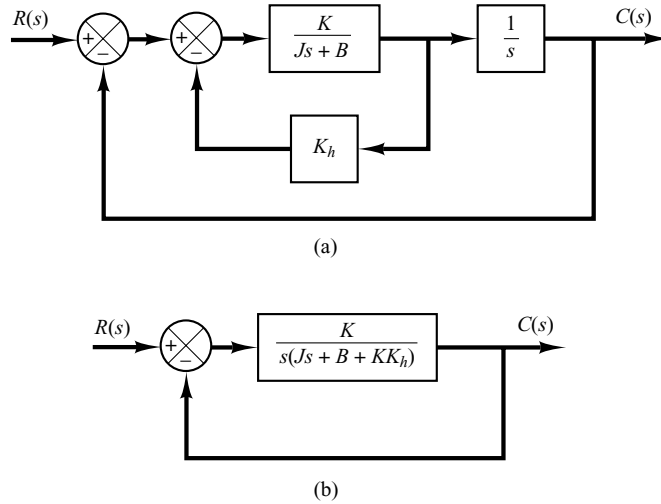 R(s)
C(s)
+
−
+
−
K
Js + B
1
s
K_h
(a)
R(s)
C(s)
+
−
K
s(Js + B + KK_h)
(b)